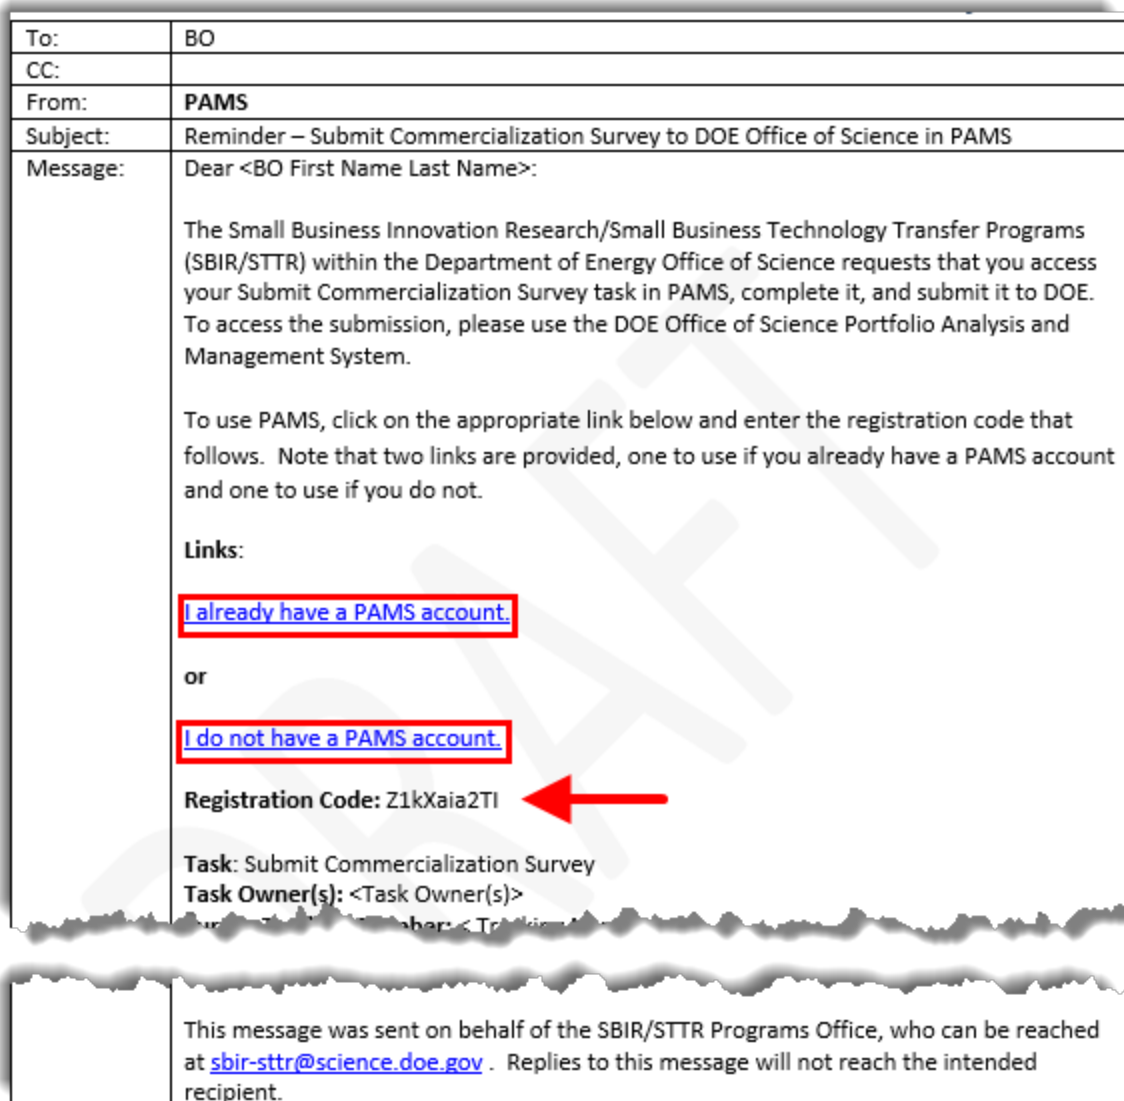 To: BO
CC:
From: PAMS
Subject: Reminder – Submit Commercialization Survey to DOE Office of Science in PAMS
Message: Dear <BO First Name Last Name>:
The Small Business Innovation Research/Small Business Technology Transfer Programs
(SBIR/STTR) within the Department of Energy Office of Science requests that you access
your Submit Commercialization Survey task in PAMS, complete it, and submit it to DOE.
To access the submission, please use the DOE Office of Science Portfolio Analysis and
Management System.
To use PAMS, click on the appropriate link below and enter the registration code that
follows.  Note that two links are provided, one to use if you already have a PAMS account
and one to use if you do not.
Links:
I already have a PAMS account.
or
I do not have a PAMS account.
Registration Code: Z1kXaia2TI
Task: Submit Commercialization Survey
Task Owner(s): <Task Owner(s)>
This message was sent on behalf of the SBIR/STTR Programs Office, who can be reached
at sbir-sttr@science.doe.gov .  Replies to this message will not reach the intended
recipient.
DRAFT